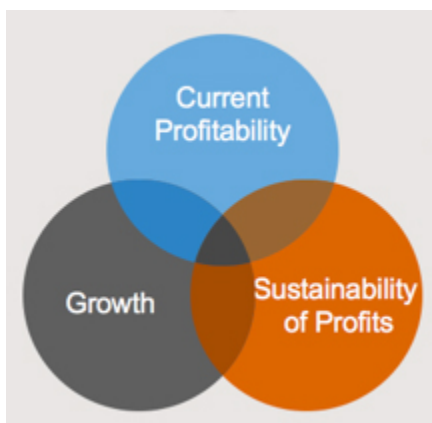 Current
Profitability
Growth
Sustainability
of Profits